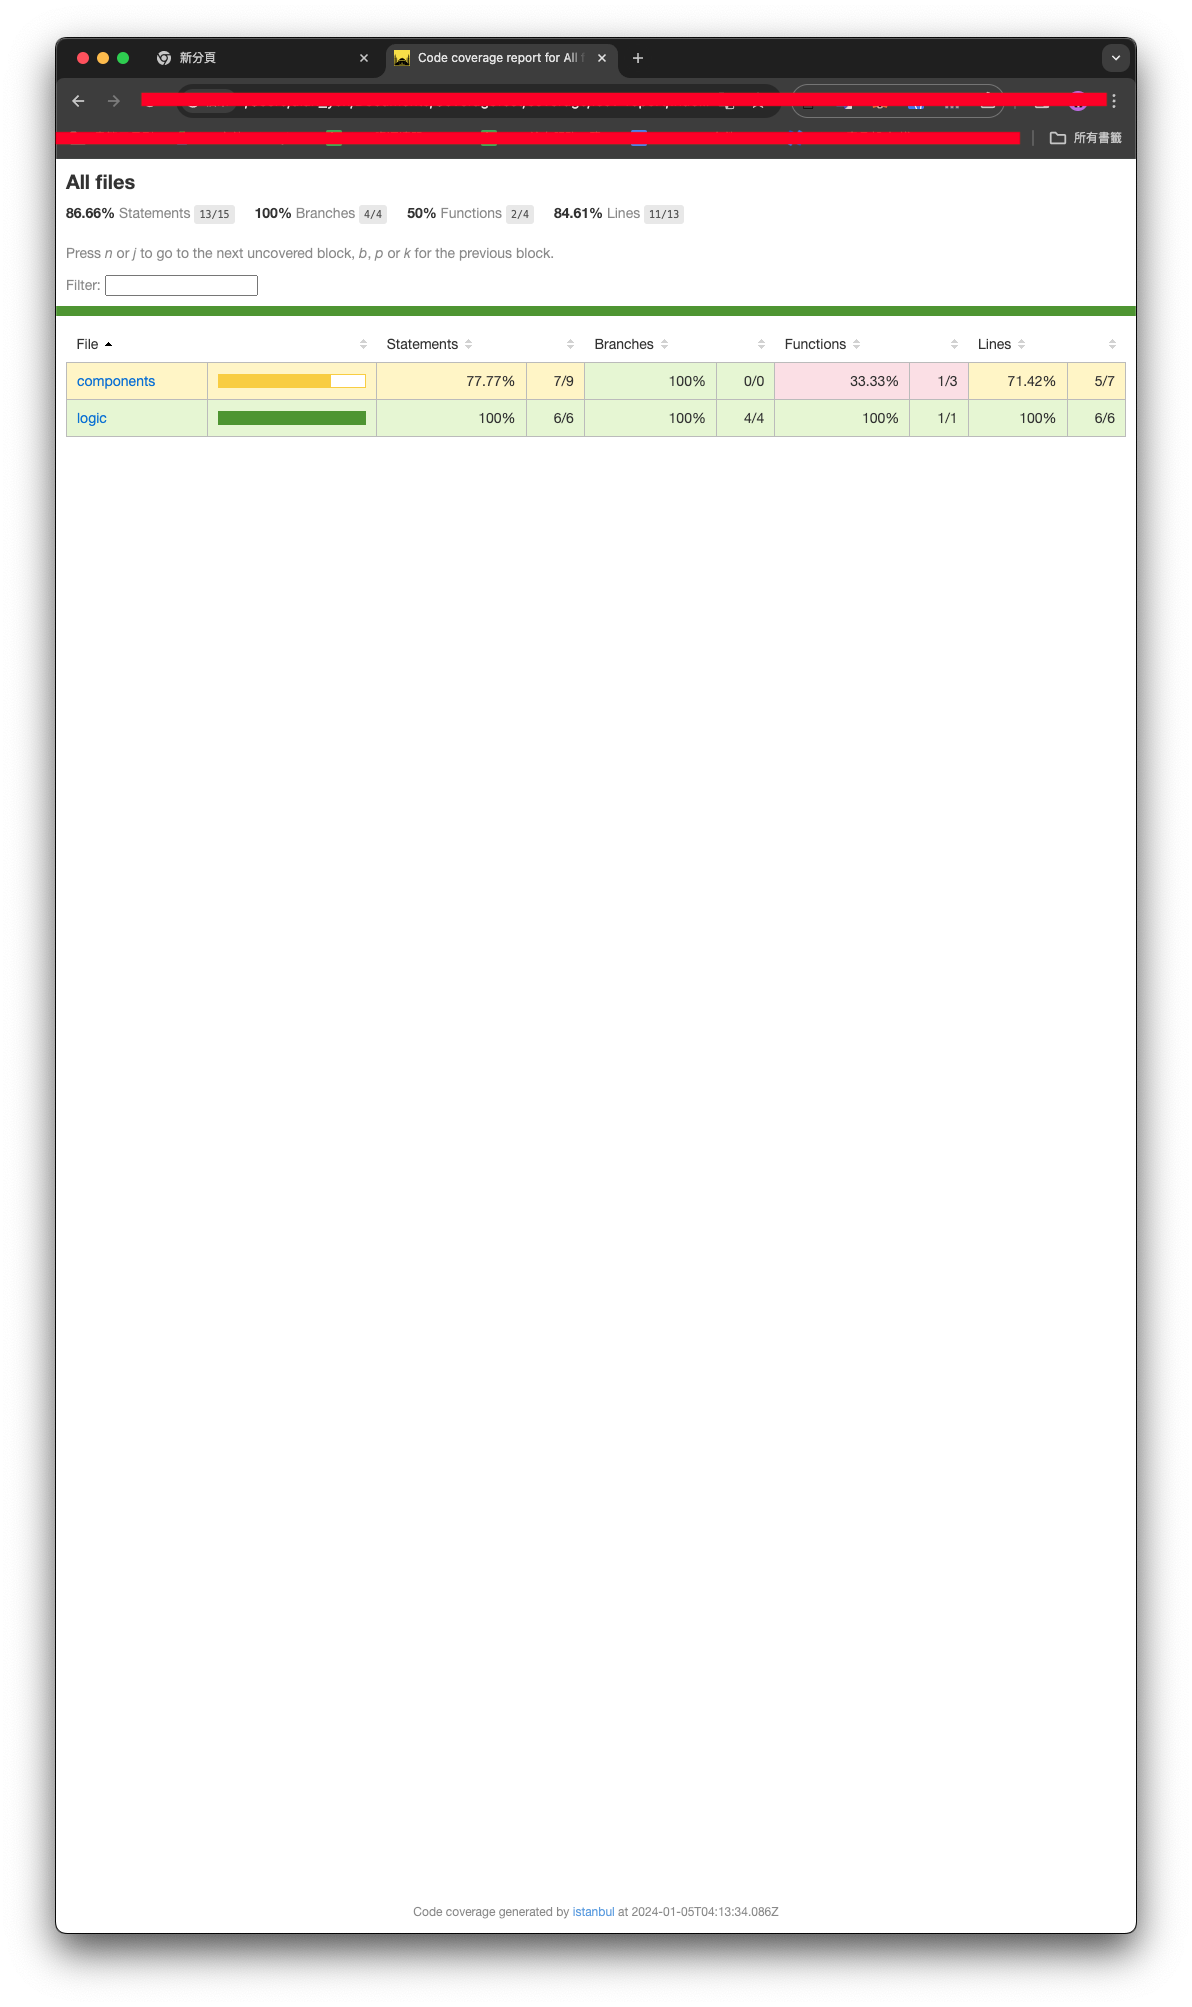 新分頁
Code coverage report for All f
所有書籤
All files
86.66% Statements 13/15 100% Branches 4/4 50% Functions 2/4 84.61% Lines 11/13
Press n or j to go to the next uncovered block, b, p or k for the previous block.
Filter:
File Statements Branches Functions Lines
components 77.77% 7/9 100% 0/0 33.33% 1/3 71.42% 5/7
logic 100% 6/6 100% 4/4 100% 1/1 100% 6/6
Code coverage generated by istanbul at 2024-01-05T04:13:34.086Z